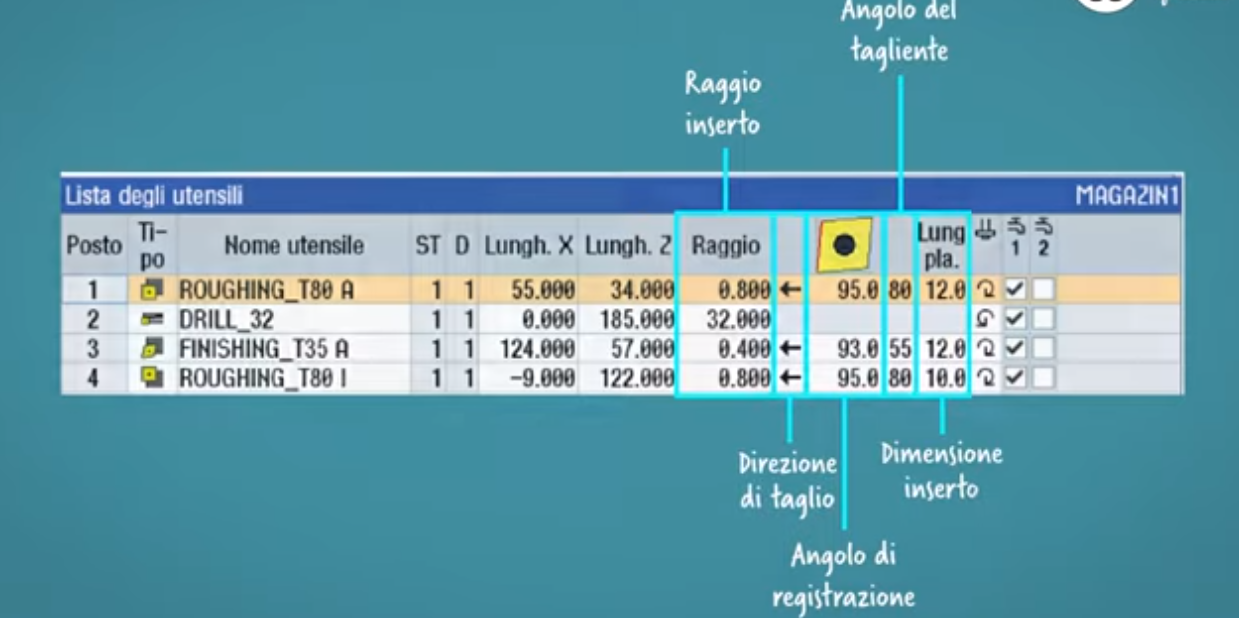 Angolo del
tagliente
Raggio
inserto
Lista degli utensili MAGAZIN1
Posto Ti-
po Nome utensile ST D Lungh. X Lungh. Z Raggio Lung
pla. 1 2
1 ROUGHING_T80 A 1 1 55.000 34.000 0.800 ← 95.0 80 12.0
2 DRILL_32 1 1 0.000 185.000 32.000
3 FINISHING_T35 A 1 1 124.000 57.000 0.400 ← 93.0 55 12.0
4 ROUGHING_T80 I 1 1 -9.000 122.000 0.800 ← 95.0 80 10.0
Direzione
di taglio
Dimensione
inserto
Angolo di
registrazione